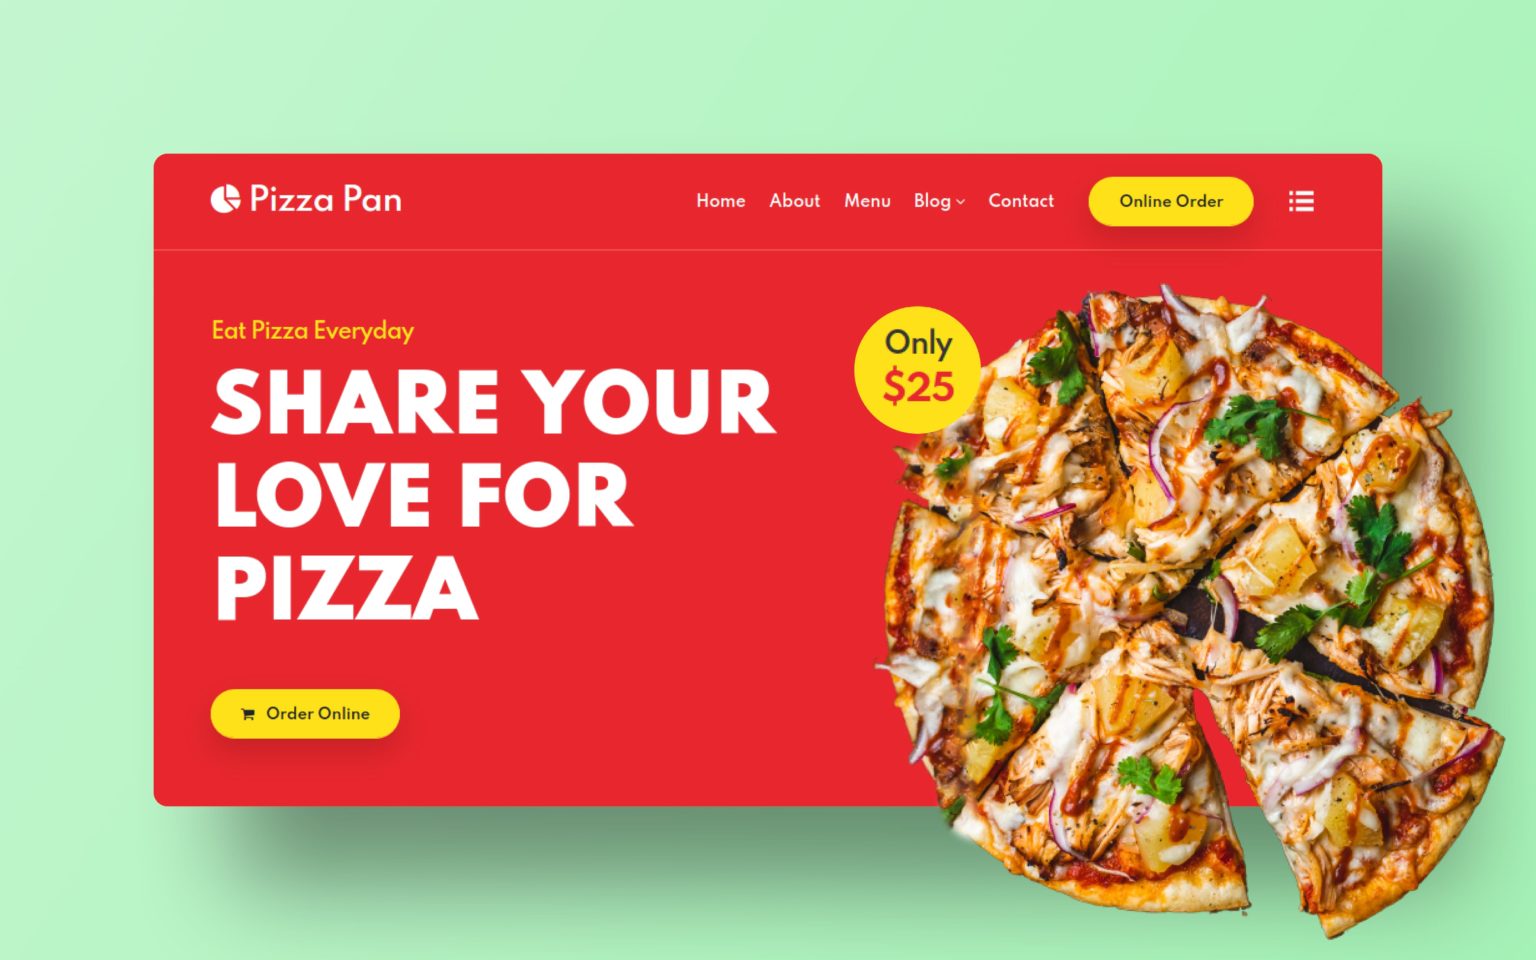 Pizza Pan
Home About Menu Blog Contact Online Order
Eat Pizza Everyday
SHARE YOUR
LOVE FOR
PIZZA
Only
$25
Order Online